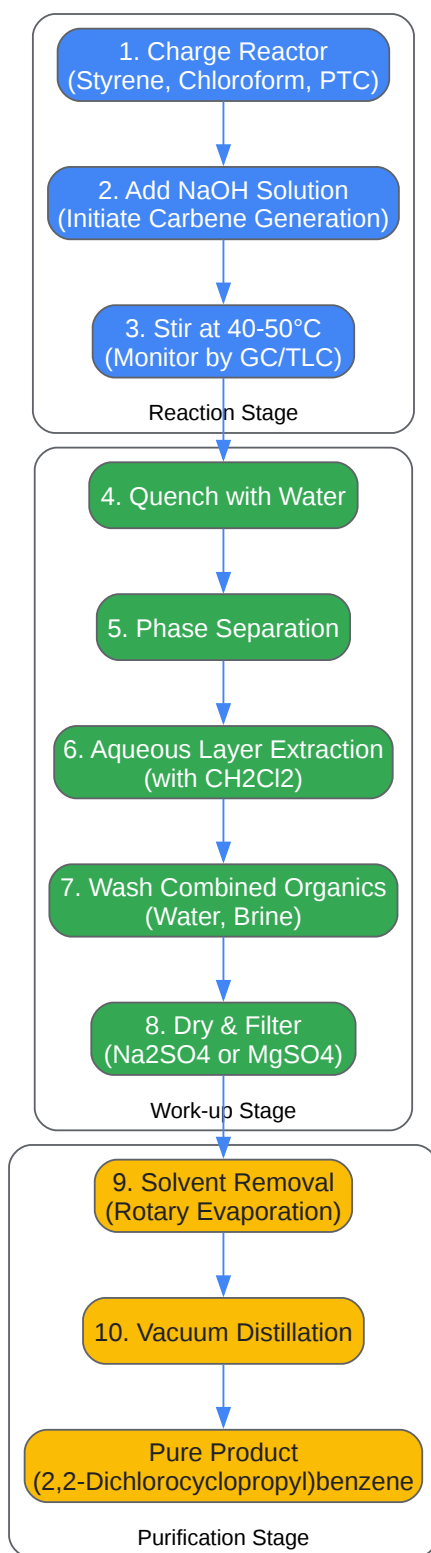 1. Charge Reactor
(Styrene, Chloroform, PTC)
2. Add NaOH Solution
(Initiate Carbene Generation)
3. Stir at 40-50°C
(Monitor by GC/TLC)
Reaction Stage
4. Quench with Water
5. Phase Separation
6. Aqueous Layer Extraction
(with CH2Cl2)
7. Wash Combined Organics
(Water, Brine)
8. Dry & Filter
(Na2SO4 or MgSO4)
Work-up Stage
9. Solvent Removal
(Rotary Evaporation)
10. Vacuum Distillation
Pure Product
(2,2-Dichlorocyclopropyl)benzene
Purification Stage